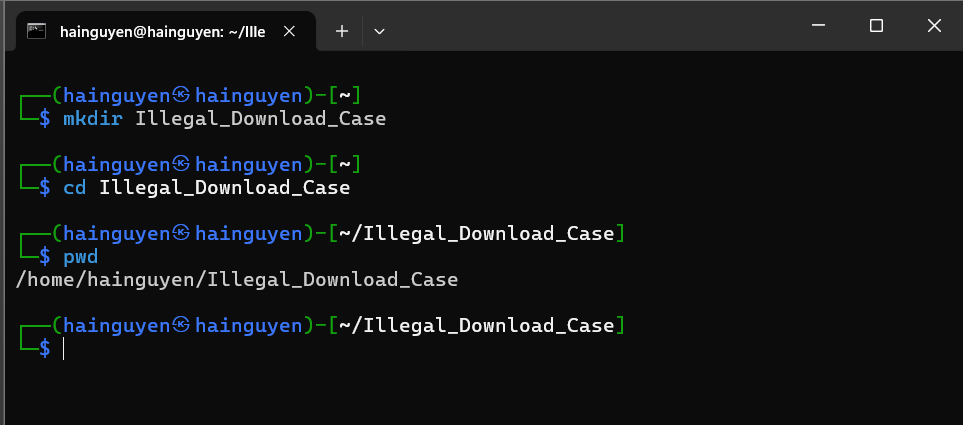 hainguyen@hainguyen: ~/Ille
┌──(hainguyen㉿hainguyen)-[~]
└─$ mkdir Illegal_Download_Case
┌──(hainguyen㉿hainguyen)-[~]
└─$ cd Illegal_Download_Case
┌──(hainguyen㉿hainguyen)-[~/Illegal_Download_Case]
└─$ pwd
/home/hainguyen/Illegal_Download_Case
┌──(hainguyen㉿hainguyen)-[~/Illegal_Download_Case]
└─$